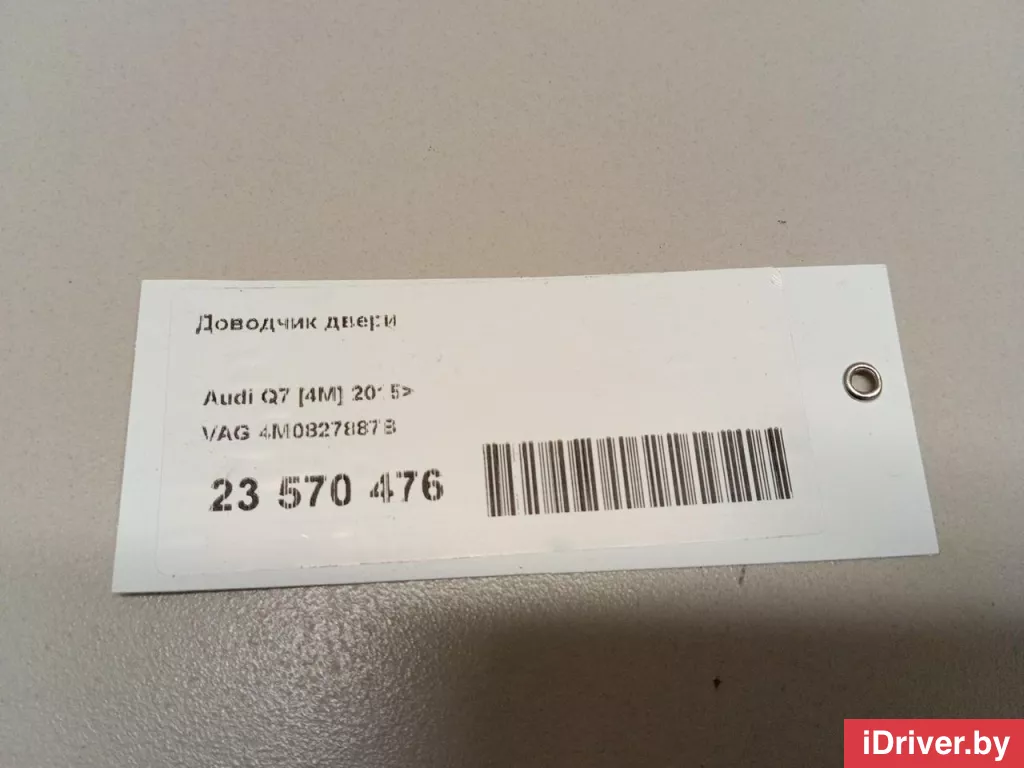 Доводчик двери
Audi Q7 [4M] 2015>
VAG 4M0827887B
23 570 476
iDriver.by